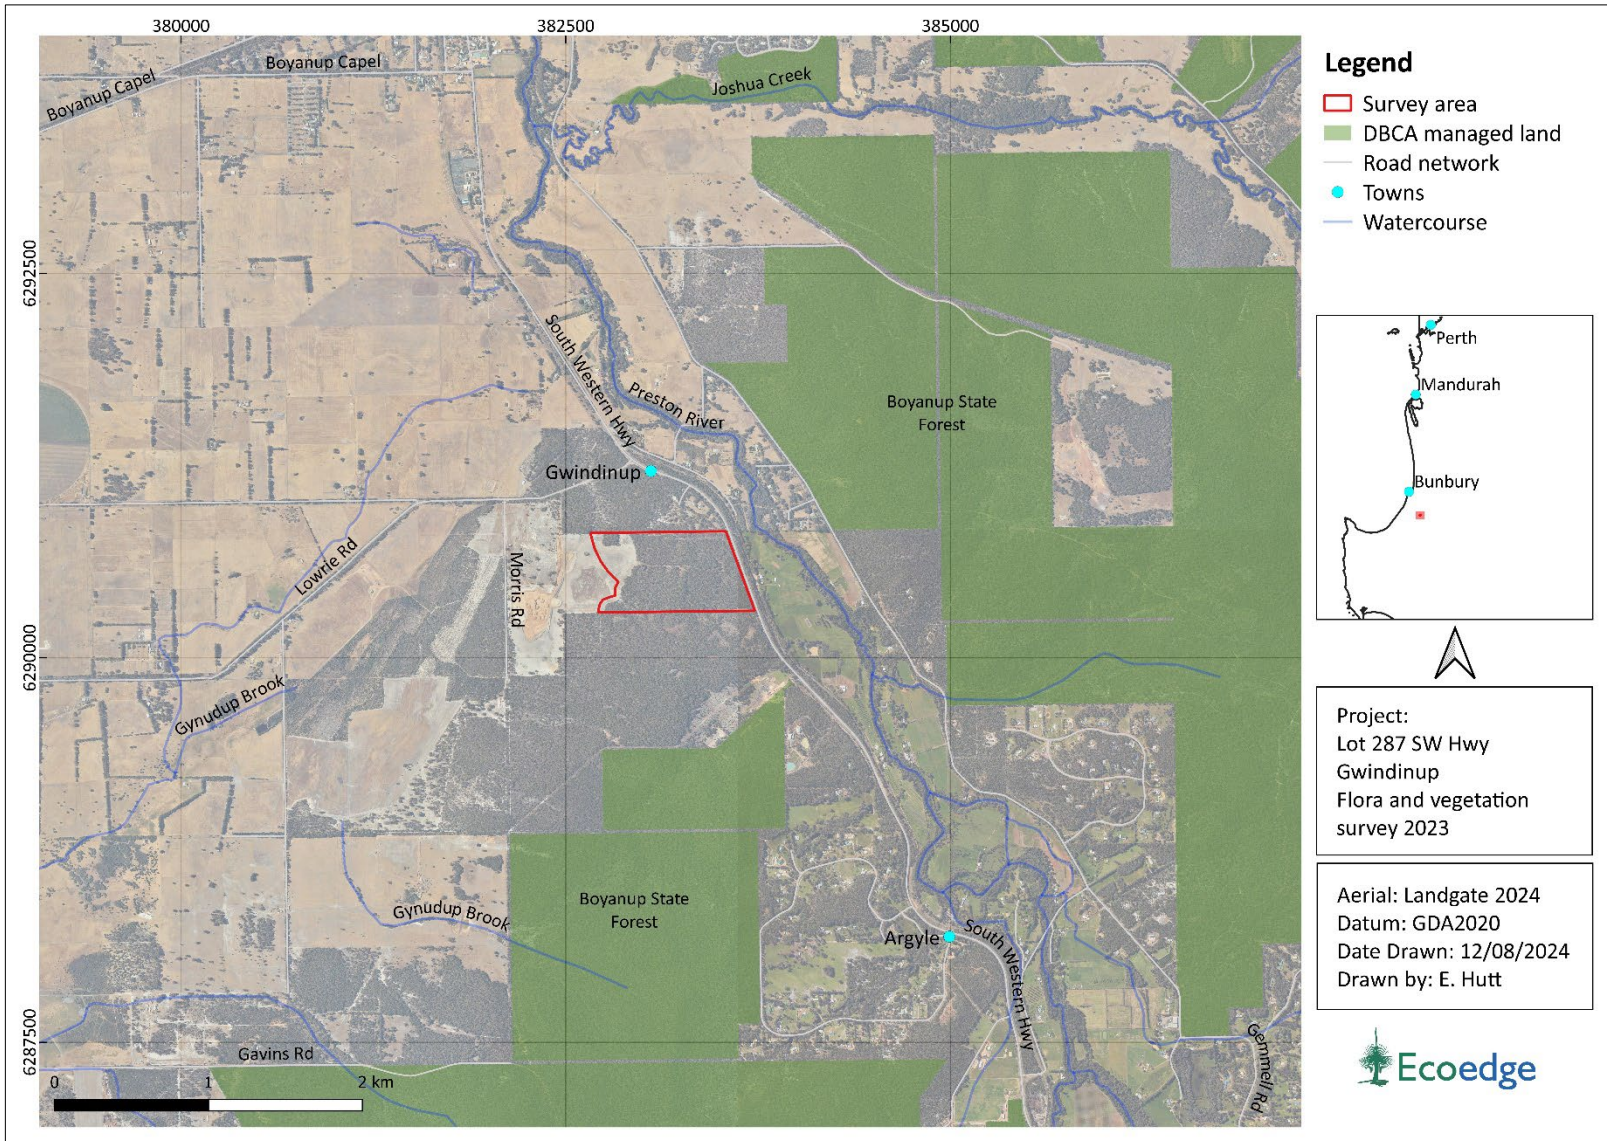 380000
382500
385000
Boyanup Capel
Boyanup Capel
Joshua Creek
6292500
6290000
6287500
South Western Hwy
Preston River
Boyanup State
Forest
Gwindinup
Lowrie Rd
Morris Rd
Gynudup Brook
Gynudup Brook
Boyanup State
Forest
Argyle
South Western Hwy
Gemmell Rd
Gavins Rd
0 1 2 km
Legend
Survey area
DBCA managed land
Road network
Towns
Watercourse
Perth
Mandurah
Bunbury
Project:
Lot 287 SW Hwy
Gwindinup
Flora and vegetation
survey 2023
Aerial: Landgate 2024
Datum: GDA2020
Date Drawn: 12/08/2024
Drawn by: E. Hutt
Ecoedge